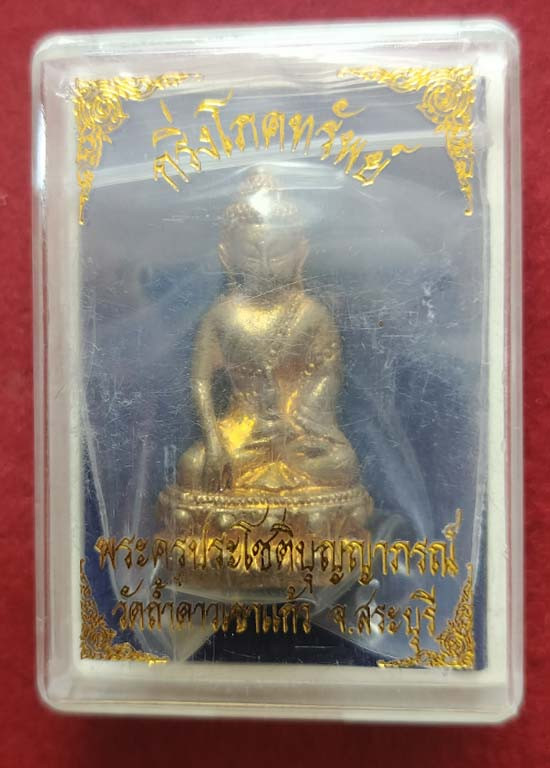 กริ่งโภคทรัพย์
พระครูประโชติปุญญาภรณ์
วัดถ้ำดาวเขาแก้ว จ.สระบุรี